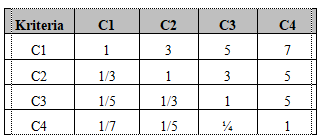 Kriteria C1 C2 C3 C4
C1 1 3 5 7
C2 1/3 1 3 5
C3 1/5 1/3 1 5
C4 1/7 1/5 ¼ 1